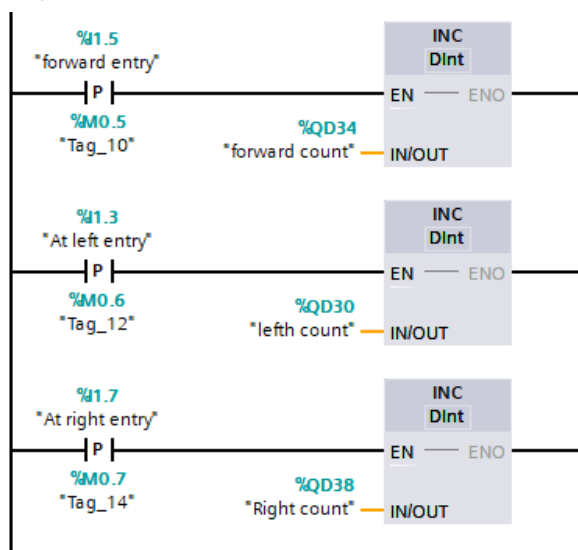 %I1.5
"forward entry"
INC
DInt
P
EN
ENO
%M0.5
"Tag_10"
%QD34
"forward count"
IN/OUT
%I1.3
"At left entry"
INC
DInt
P
EN
ENO
%M0.6
"Tag_12"
%QD30
"lefth count"
IN/OUT
%I1.7
"At right entry"
INC
DInt
P
EN
ENO
%M0.7
"Tag_14"
%QD38
"Right count"
IN/OUT